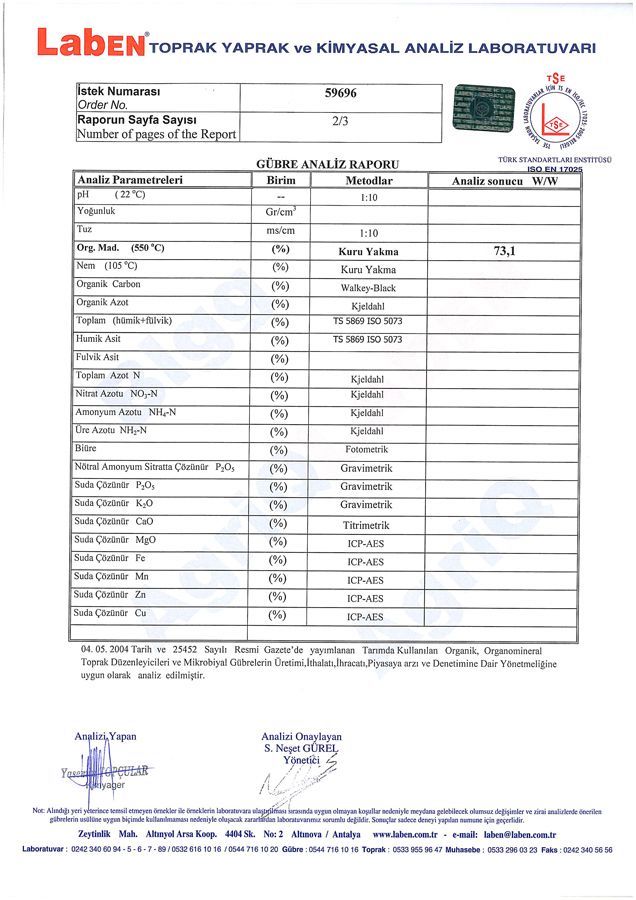 LabEN® TOPRAK YAPRAK ve KİMYASAL ANALİZ LABORATUVARI
İstek Numarası 59696
Order No.
Raporun Sayfa Sayısı 2/3
Number of pages of the Report
TSE
TÜRK STANDARTLARI ENSTİTÜSÜ
ISO EN 17025
GÜBRE ANALİZ RAPORU
Analiz Parametreleri Birim Metodlar Analiz sonucu W/W
pH ( 22 °C) -- 1:10
Yoğunluk Gr/cm³
Tuz ms/cm 1:10
Org. Mad. (550 °C) (%) Kuru Yakma 73,1
Nem (105 °C) (%) Kuru Yakma
Organik Carbon (%) Walkey-Black
Organik Azot (%) Kjeldahl
Toplam (hümik+fülvik) (%) TS 5869 ISO 5073
Humik Asit (%) TS 5869 ISO 5073
Fulvik Asit (%)
Toplam Azot N (%) Kjeldahl
Nitrat Azotu NO₃-N (%) Kjeldahl
Amonyum Azotu NH₄-N (%) Kjeldahl
Üre Azotu NH₂-N (%) Kjeldahl
Biüre (%) Fotometrik
Nötral Amonyum Sitratta Çözünür P₂O₅ (%) Gravimetrik
Suda Çözünür P₂O₅ (%) Gravimetrik
Suda Çözünür K₂O (%) Gravimetrik
Suda Çözünür CaO (%) Titrimetrik
Suda Çözünür MgO (%) ICP-AES
Suda Çözünür Fe (%) ICP-AES
Suda Çözünür Mn (%) ICP-AES
Suda Çözünür Zn (%) ICP-AES
Suda Çözünür Cu (%) ICP-AES
04. 05. 2004 Tarih ve 25452 Sayılı Resmi Gazete'de yayımlanan Tarımda Kullanılan Organik, Organomineral
Toprak Düzenleyicileri ve Mikrobiyal Gübrelerin Üretimi,İthalatı,İhracatı,Piyasaya arzı ve Denetimine Dair Yönetmeliğine
uygun olarak analiz edilmiştir.
Analizi Yapan
TOPÇULAR
Kimyager
Analizi Onaylayan
S. Neşet GÜREL
Yönetici
Not: Alındığı yeri yeterince temsil etmeyen örnekler ile örneklerin laboratuvara ulaştırılması sırasında uygun olmayan koşullar nedeniyle meydana gelebilecek olumsuz değişimler ve zirai analizlerde önerilen
gübrelerin usülüne uygun biçimde kullanılmaması nedeniyle oluşacak zararlardan laboratuvarımız sorumlu değildir. Sonuçlar sadece deneyi yapılan numune için geçerlidir.
Zeytinlik Mah. Altınyol Arsa Koop. 4404 Sk. No: 2 Altınova / Antalya www.laben.com.tr - e-mail: laben@laben.com.tr
Laboratuvar : 0242 340 60 94 - 5 - 6 - 7 - 89 / 0532 616 10 16 / 0544 716 10 20 Gübre : 0544 716 10 16 Toprak : 0533 955 96 47 Muhasebe : 0533 296 03 23 Faks : 0242 340 56 56